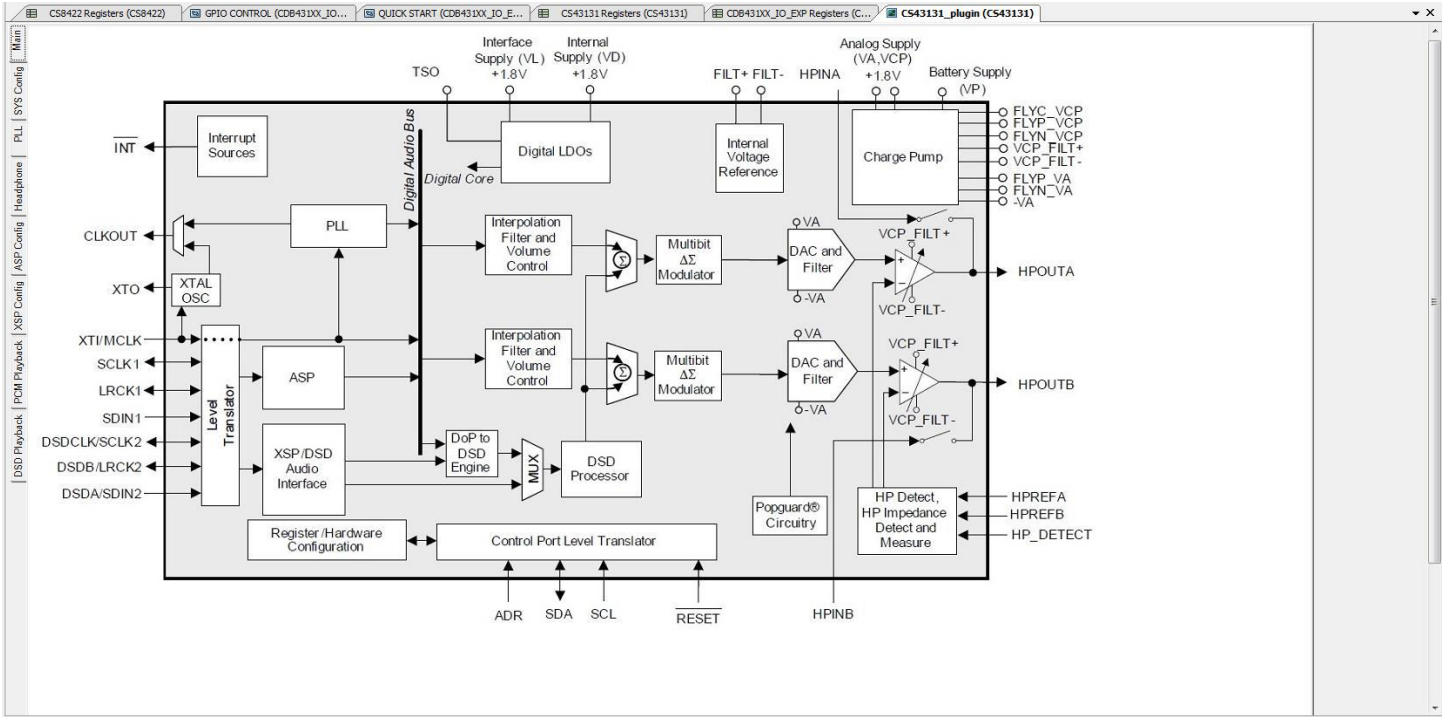 CS8422 Registers (CS8422)
GPIO CONTROL (CDB431XX_IO...
QUICK START (CDB431XX_IO_E...
CS43131 Registers (CS43131)
CDB431XX_IO_EXP Registers (C...
CS43131_plugin (CS43131)
Main
SYS Config
PLL
Headphone
ASP Config
XSP Config
PCM Playback
DSD Playback
TSO
Interface
Supply (VL)
+1.8V
Internal
Supply (VD)
+1.8V
FILT+ FILT-
HPINA
Analog Supply
(VA,VCP)
+1.8V
Battery Supply
(VP)
INT
Interrupt
Sources
Digital Audio Bus
Digital LDOs
Digital Core
Internal
Voltage
Reference
Charge Pump
FLYC_VCP
FLYP_VCP
FLYN_VCP
VCP_FILT+
VCP_FILT-
FLYP_VA
FLYN_VA
-VA
CLKOUT
PLL
XTO
XTAL
OSC
Interpolation
Filter and
Volume
Control
Σ
Multibit
ΔΣ
Modulator
VA
DAC and
Filter
-VA
VCP_FILT+
+
−
VCP_FILT-
HPOUTA
XTI/MCLK
SCLK1
LRCK1
SDIN1
DSDCLK/SCLK2
DSDB/LRCK2
DSDA/SDIN2
Level
Translator
ASP
XSP/DSD
Audio
Interface
Interpolation
Filter and
Volume
Control
Σ
Multibit
ΔΣ
Modulator
VA
DAC and
Filter
-VA
VCP_FILT+
+
−
VCP_FILT-
HPOUTB
DoP to
DSD
Engine
MUX
DSD
Processor
Popguard®
Circuitry
HP Detect,
HP Impedance
Detect and
Measure
HPREFA
HPREFB
HP_DETECT
Register/Hardware
Configuration
Control Port Level Translator
ADR
SDA
SCL
RESET
HPINB